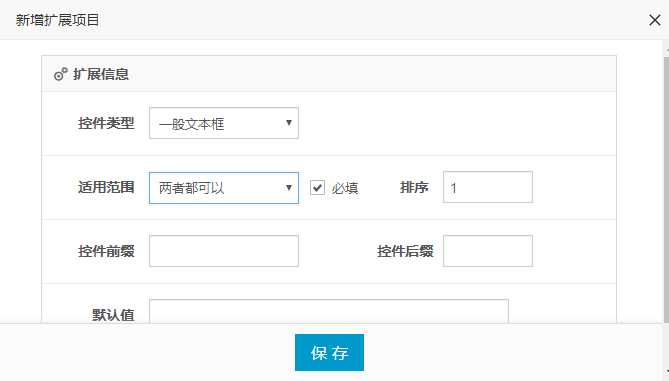 新增扩展项目
扩展信息
控件类型 一般文本框
适用范围 两者都可以 必填 排序 1
控件前缀 控件后缀
默认值
保存